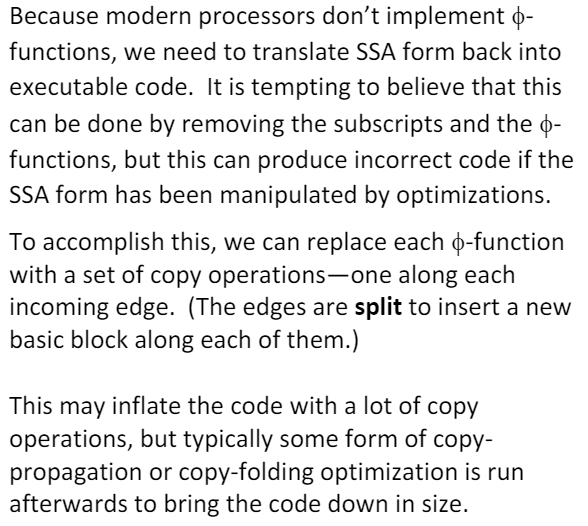 Because modern processors don’t implement ϕ-
functions, we need to translate SSA form back into
executable code.  It is tempting to believe that this
can be done by removing the subscripts and the ϕ-
functions, but this can produce incorrect code if the
SSA form has been manipulated by optimizations.
To accomplish this, we can replace each ϕ-function
with a set of copy operations—one along each
incoming edge.  (The edges are split to insert a new
basic block along each of them.)
This may inflate the code with a lot of copy
operations, but typically some form of copy-
propagation or copy-folding optimization is run
afterwards to bring the code down in size.